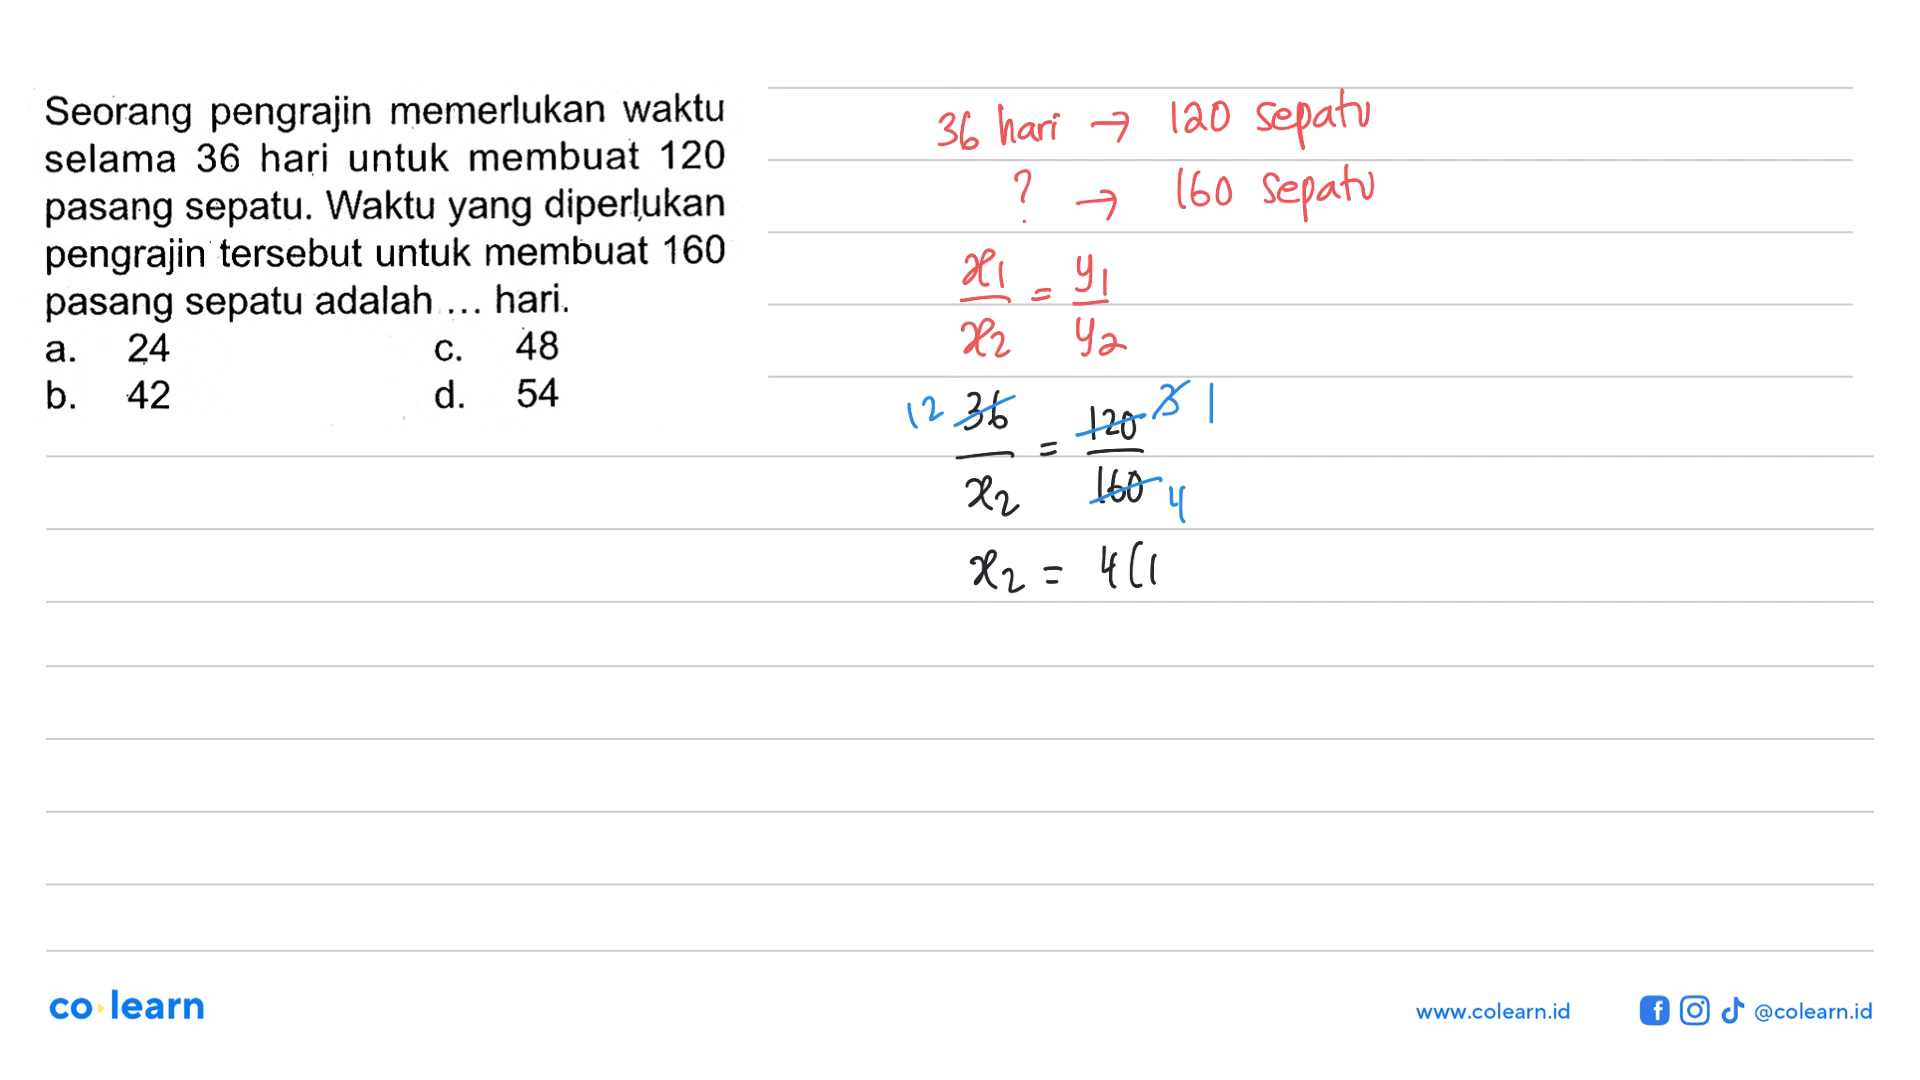 Seorang pengrajin memerlukan waktu
selama 36 hari untuk membuat 120
pasang sepatu. Waktu yang diperlukan
pengrajin tersebut untuk membuat 160
pasang sepatu adalah ... hari.
a. 24 c. 48
b. 42 d. 54
36 hari → 120 sepatu
? → 160 sepatu
x1 = y1
x2 y2
12 36 = 120 3 1
x2 160 4
x2 = 4(1
co learn
www.colearn.id @colearn.id